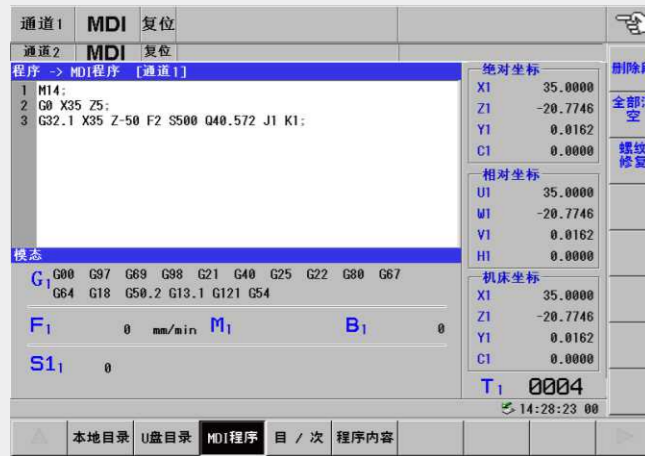 通道1 MDI 复位
通道2 MDI 复位
程序 -> MDI程序 [通道1]
1 M14;
2 G0 X35 Z5;
3 G32.1 X35 Z-50 F2 S500 Q40.572 J1 K1;
模态
G1 G00 G97 G69 G98 G21 G40 G25 G22 G80 G67
G64 G18 G50.2 G13.1 G121 G54
F1 0 mm/min M1 B1 0
S11 0
绝对坐标
X1 35.0000
Z1 -20.7746
Y1 0.0162
C1 0.0000
相对坐标
U1 35.0000
W1 -20.7746
V1 0.0162
H1 0.0000
机床坐标
X1 35.0000
Z1 -20.7746
Y1 0.0162
C1 0.0000
T1 0004
14:28:23 00
删除
全部
空
螺纹
修复
本地目录 U盘目录 MDI程序 目 / 次 程序内容